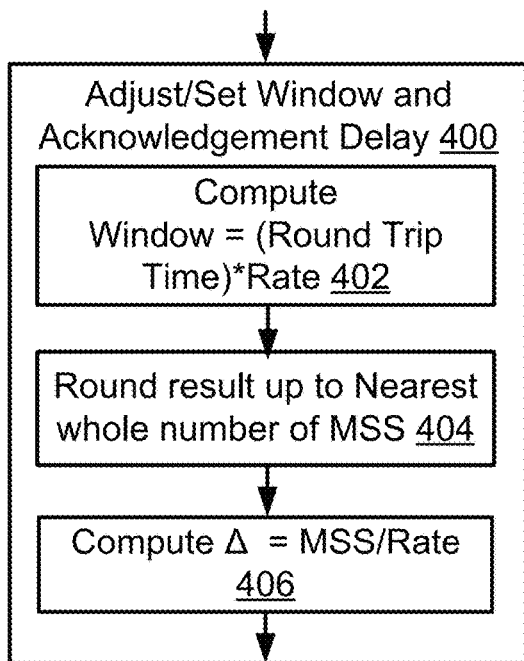 Adjust/Set Window and
Acknowledgement Delay 400
Compute
Window = (Round Trip
Time)*Rate 402
Round result up to Nearest
whole number of MSS 404
Compute Δ = MSS/Rate
406